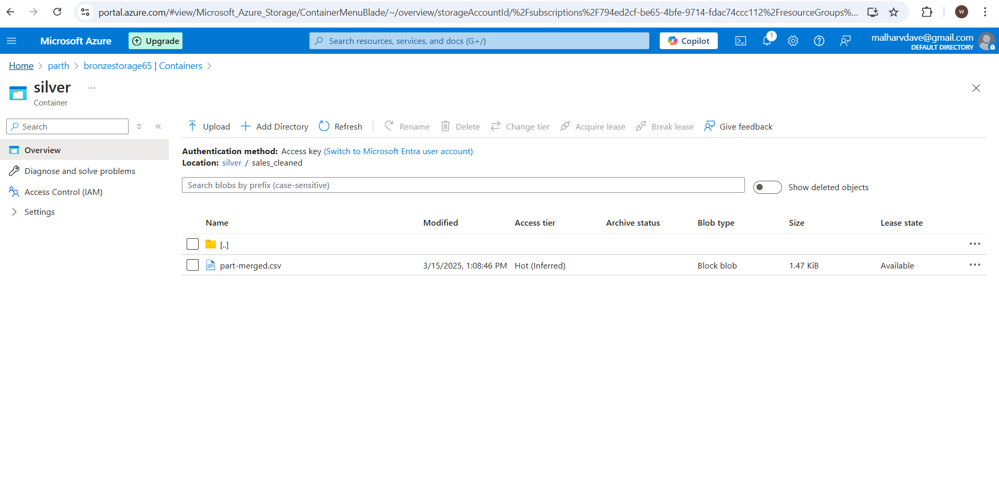 portal.azure.com/#view/Microsoft_Azure_Storage/ContainerMenuBlade/~/overview/storageAccountId/%2Fsubscriptions%2F794ed2cf-be65-4bfe-9714-fdac74ccc112%2FresourceGroups%... W
Microsoft Azure Upgrade Search resources, services, and docs (G+/) Copilot 1 malharvdave@gmail.com
DEFAULT DIRECTORY
Home > parth > bronzestorage65 | Containers >
silver ...
Container
Search
Upload Add Directory Refresh Rename Delete Change tier Acquire lease Break lease Give feedback
Overview
Diagnose and solve problems
Access Control (IAM)
Settings
Authentication method: Access key (Switch to Microsoft Entra user account)
Location: silver / sales_cleaned
Search blobs by prefix (case-sensitive)
Show deleted objects
Name Modified Access tier Archive status Blob type Size Lease state
[..]
part-merged.csv 3/15/2025, 1:08:46 PM Hot (Inferred) Block blob 1.47 KiB Available